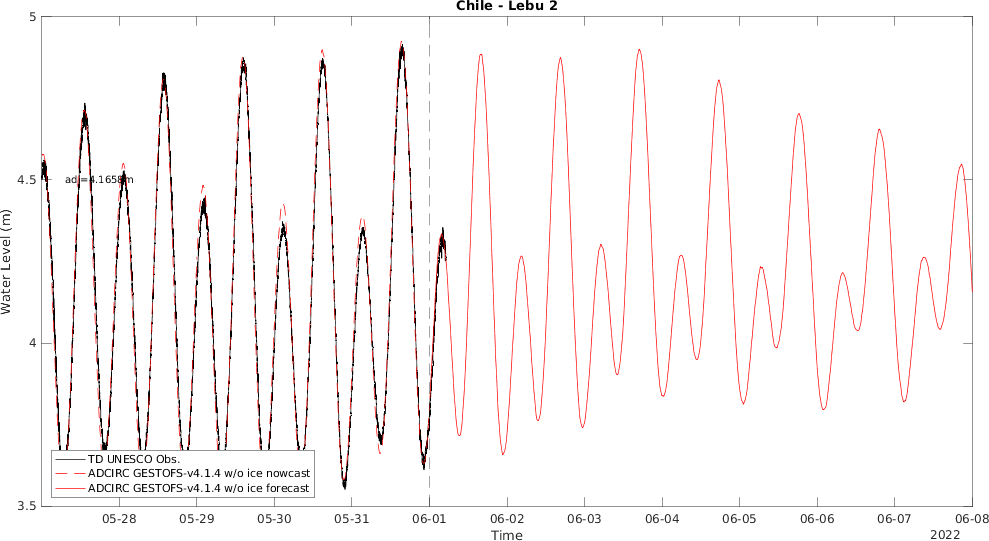 Chile - Lebu 2
5
4.5
4
3.5
Water Level (m)
adj=4.1658m
TD UNESCO Obs.
ADCIRC GESTOFS-v4.1.4 w/o ice nowcast
ADCIRC GESTOFS-v4.1.4 w/o ice forecast
05-28 05-29 05-30 05-31 06-01 06-02 06-03 06-04 06-05 06-06 06-07 06-08
Time
2022